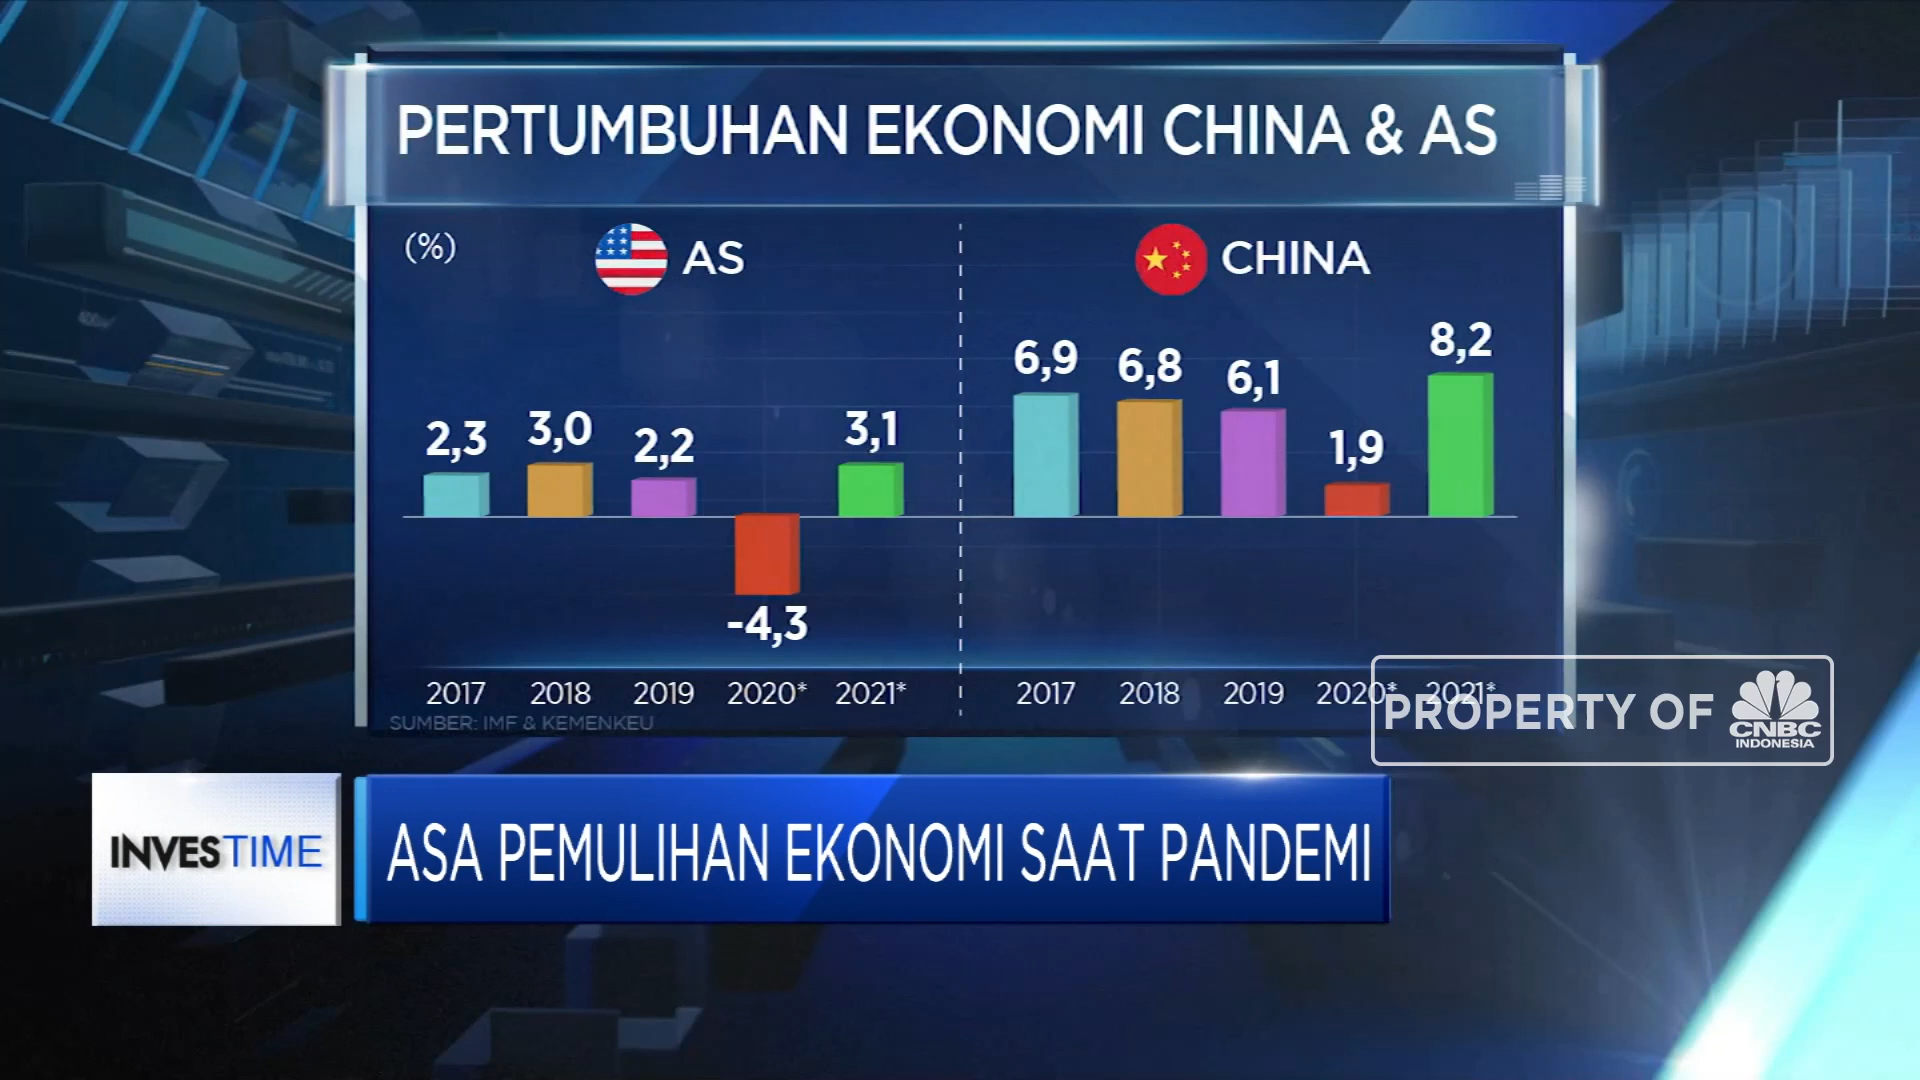 PERTUMBUHAN EKONOMI CHINA & AS
(%)
AS
CHINA
2,3
3,0
2,2
-4,3
3,1
6,9
6,8
6,1
1,9
8,2
2017 2018 2019 2020* 2021*
2017 2018 2019 2020* 2021*
SUMBER: IMF & KEMENKEU
PROPERTY OF CNBC INDONESIA
INVESTIME
ASA PEMULIHAN EKONOMI SAAT PANDEMI